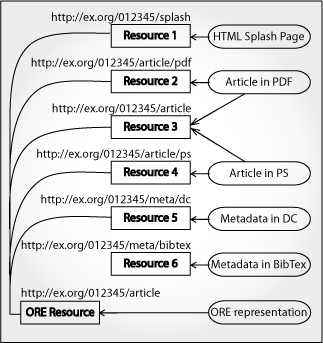 http://ex.org/012345/splash
Resource 1
HTML Splash Page
http://ex.org/012345/article/pdf
Resource 2
Article in PDF
http://ex.org/012345/article
Resource 3
http://ex.org/012345/article/ps
Resource 4
Article in PS
http://ex.org/012345/meta/dc
Resource 5
Metadata in DC
http://ex.org/012345/meta/bibtex
Resource 6
Metadata in BibTex
http://ex.org/012345/article
ORE Resource
ORE representation